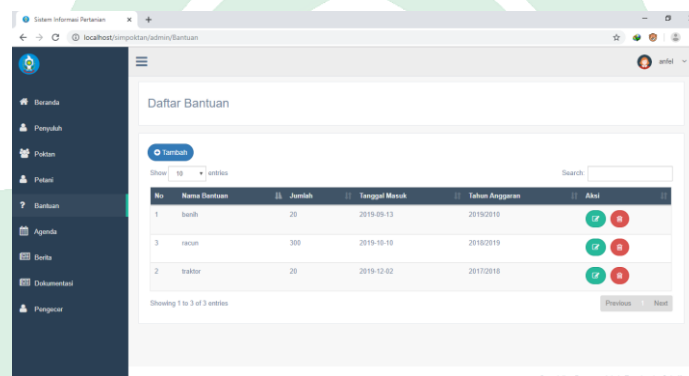 Sistem Informasi Pertanian
localhost/simpoktan/admin/Bantuan
anfel
Beranda
Penyuluh
Poktan
Petani
Bantuan
Agenda
Berita
Dokumentasi
Pengecer
Daftar Bantuan
Tambah
Show 10 entries
Search:
No Nama Bantuan Jumlah Tanggal Masuk Tahun Anggaran Aksi
1 benih 20 2019-09-13 2019/2010
3 racun 300 2019-10-10 2018/2019
2 traktor 20 2019-12-02 2017/2018
Showing 1 to 3 of 3 entries
Previous 1 Next